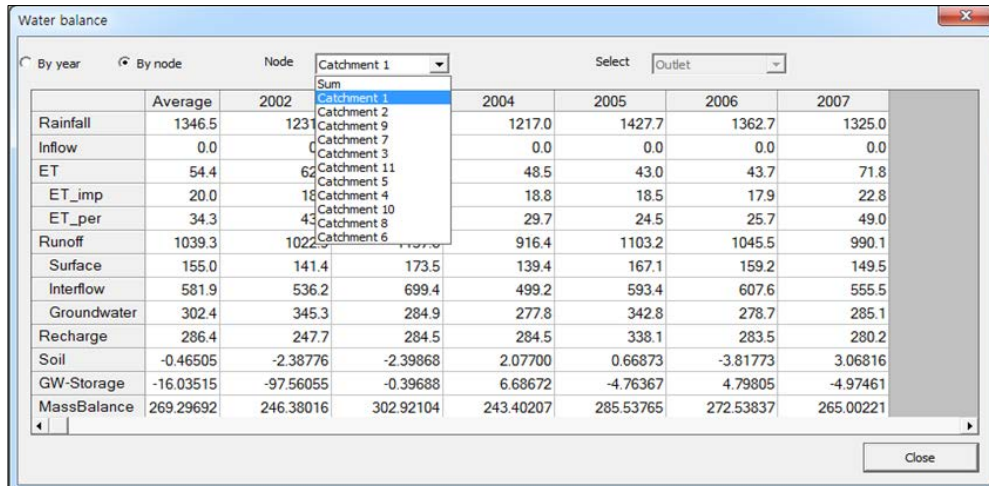 Water balance
By year By node Node Catchment 1 Select Outlet
Sum
Catchment 1
Catchment 2
Catchment 9
Catchment 7
Catchment 3
Catchment 11
Catchment 5
Catchment 4
Catchment 10
Catchment 8
Catchment 6
Average 2002 2004 2005 2006 2007
Rainfall 1346.5 1217.0 1427.7 1362.7 1325.0
Inflow 0.0 0.0 0.0 0.0 0.0
ET 54.4 48.5 43.0 43.7 71.8
ET_imp 20.0 18.8 18.5 17.9 22.8
ET_per 34.3 29.7 24.5 25.7 49.0
Runoff 1039.3 916.4 1103.2 1045.5 990.1
Surface 155.0 141.4 173.5 139.4 167.1 159.2 149.5
Interflow 581.9 536.2 699.4 499.2 593.4 607.6 555.5
Groundwater 302.4 345.3 284.9 277.8 342.8 278.7 285.1
Recharge 286.4 247.7 284.5 284.5 338.1 283.5 280.2
Soil -0.46505 -2.38776 -2.39868 2.07700 0.66873 -3.81773 3.06816
GW-Storage -16.03515 -97.56055 -0.39688 6.68672 -4.76367 4.79805 -4.97461
MassBalance 269.29692 246.38016 302.92104 243.40207 285.53765 272.53837 265.00221
Close